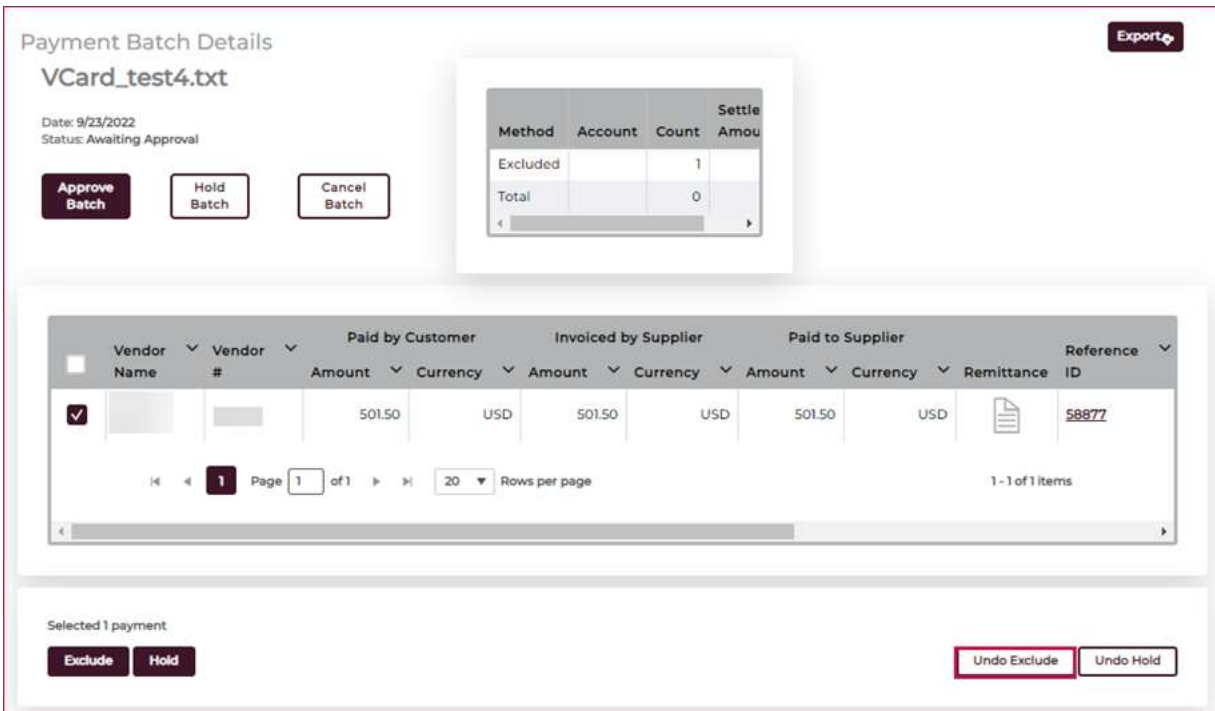 Payment Batch Details
Export
VCard_test4.txt
Date: 9/23/2022
Status: Awaiting Approval
Approve Batch
Hold Batch
Cancel Batch
Method Account Count Settle Amou
Excluded 1
Total 0
Paid by Customer Invoiced by Supplier Paid to Supplier
Vendor Name Vendor # Amount Currency Amount Currency Amount Currency Remittance Reference ID
501.50 USD 501.50 USD 501.50 USD 58877
1 Page 1 of 1 20 Rows per page 1 - 1 of 1 items
Selected 1 payment
Exclude Hold Undo Exclude Undo Hold